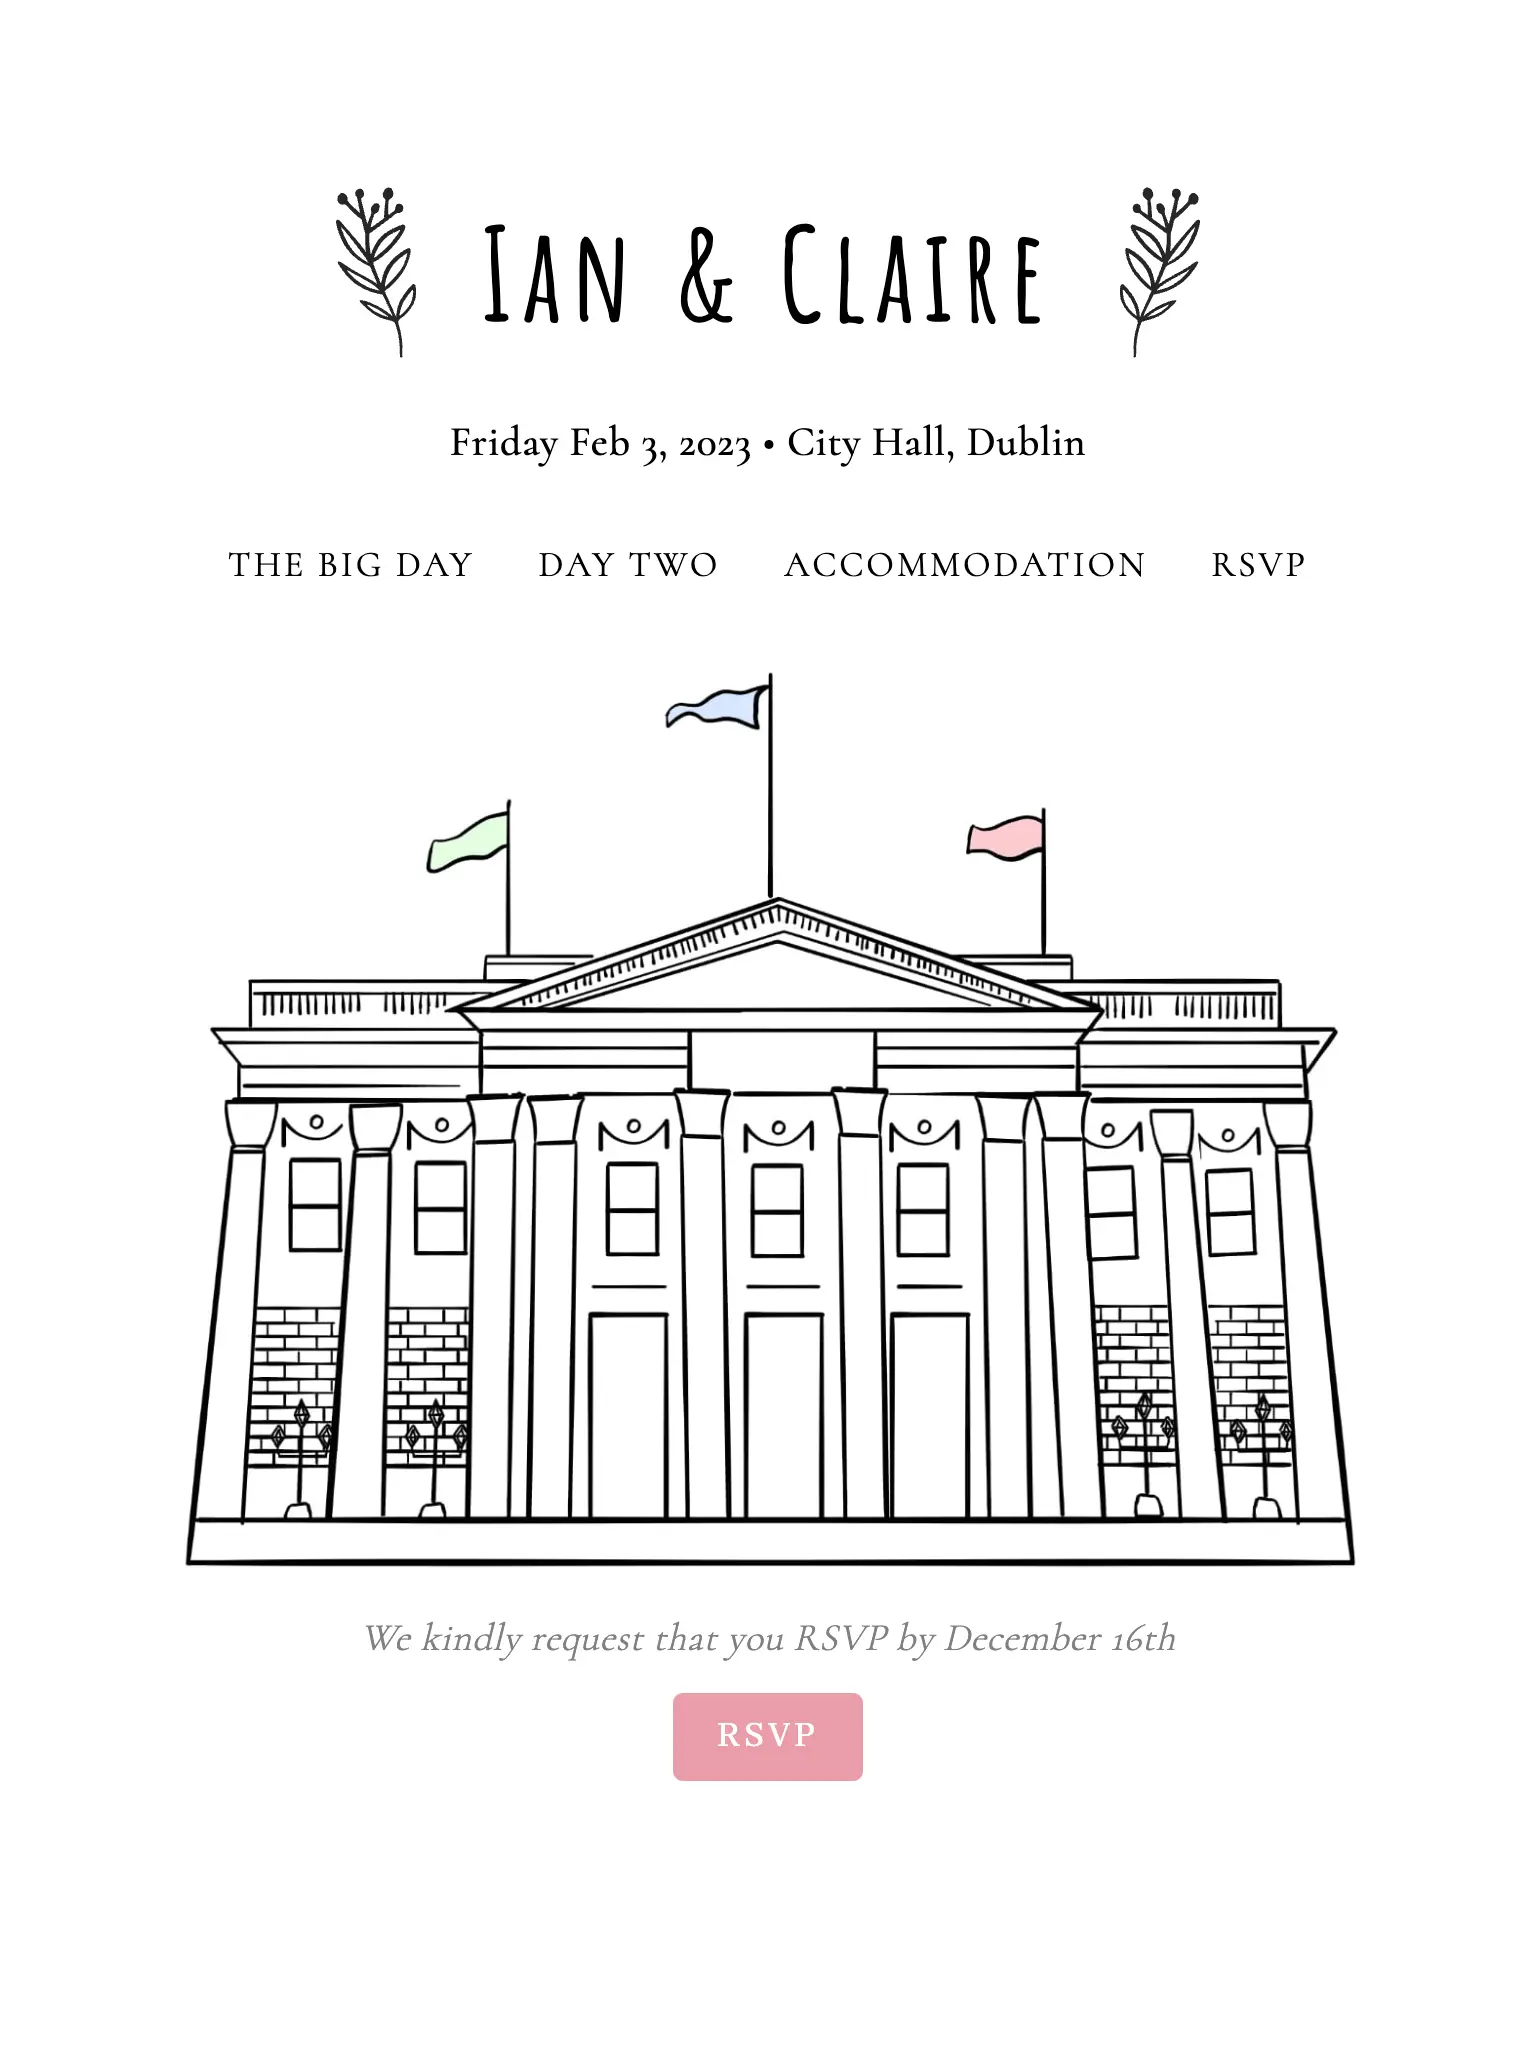 Ian & Claire
Friday Feb 3, 2023 • City Hall, Dublin
THE BIG DAY DAY TWO ACCOMMODATION RSVP
We kindly request that you RSVP by December 16th
RSVP